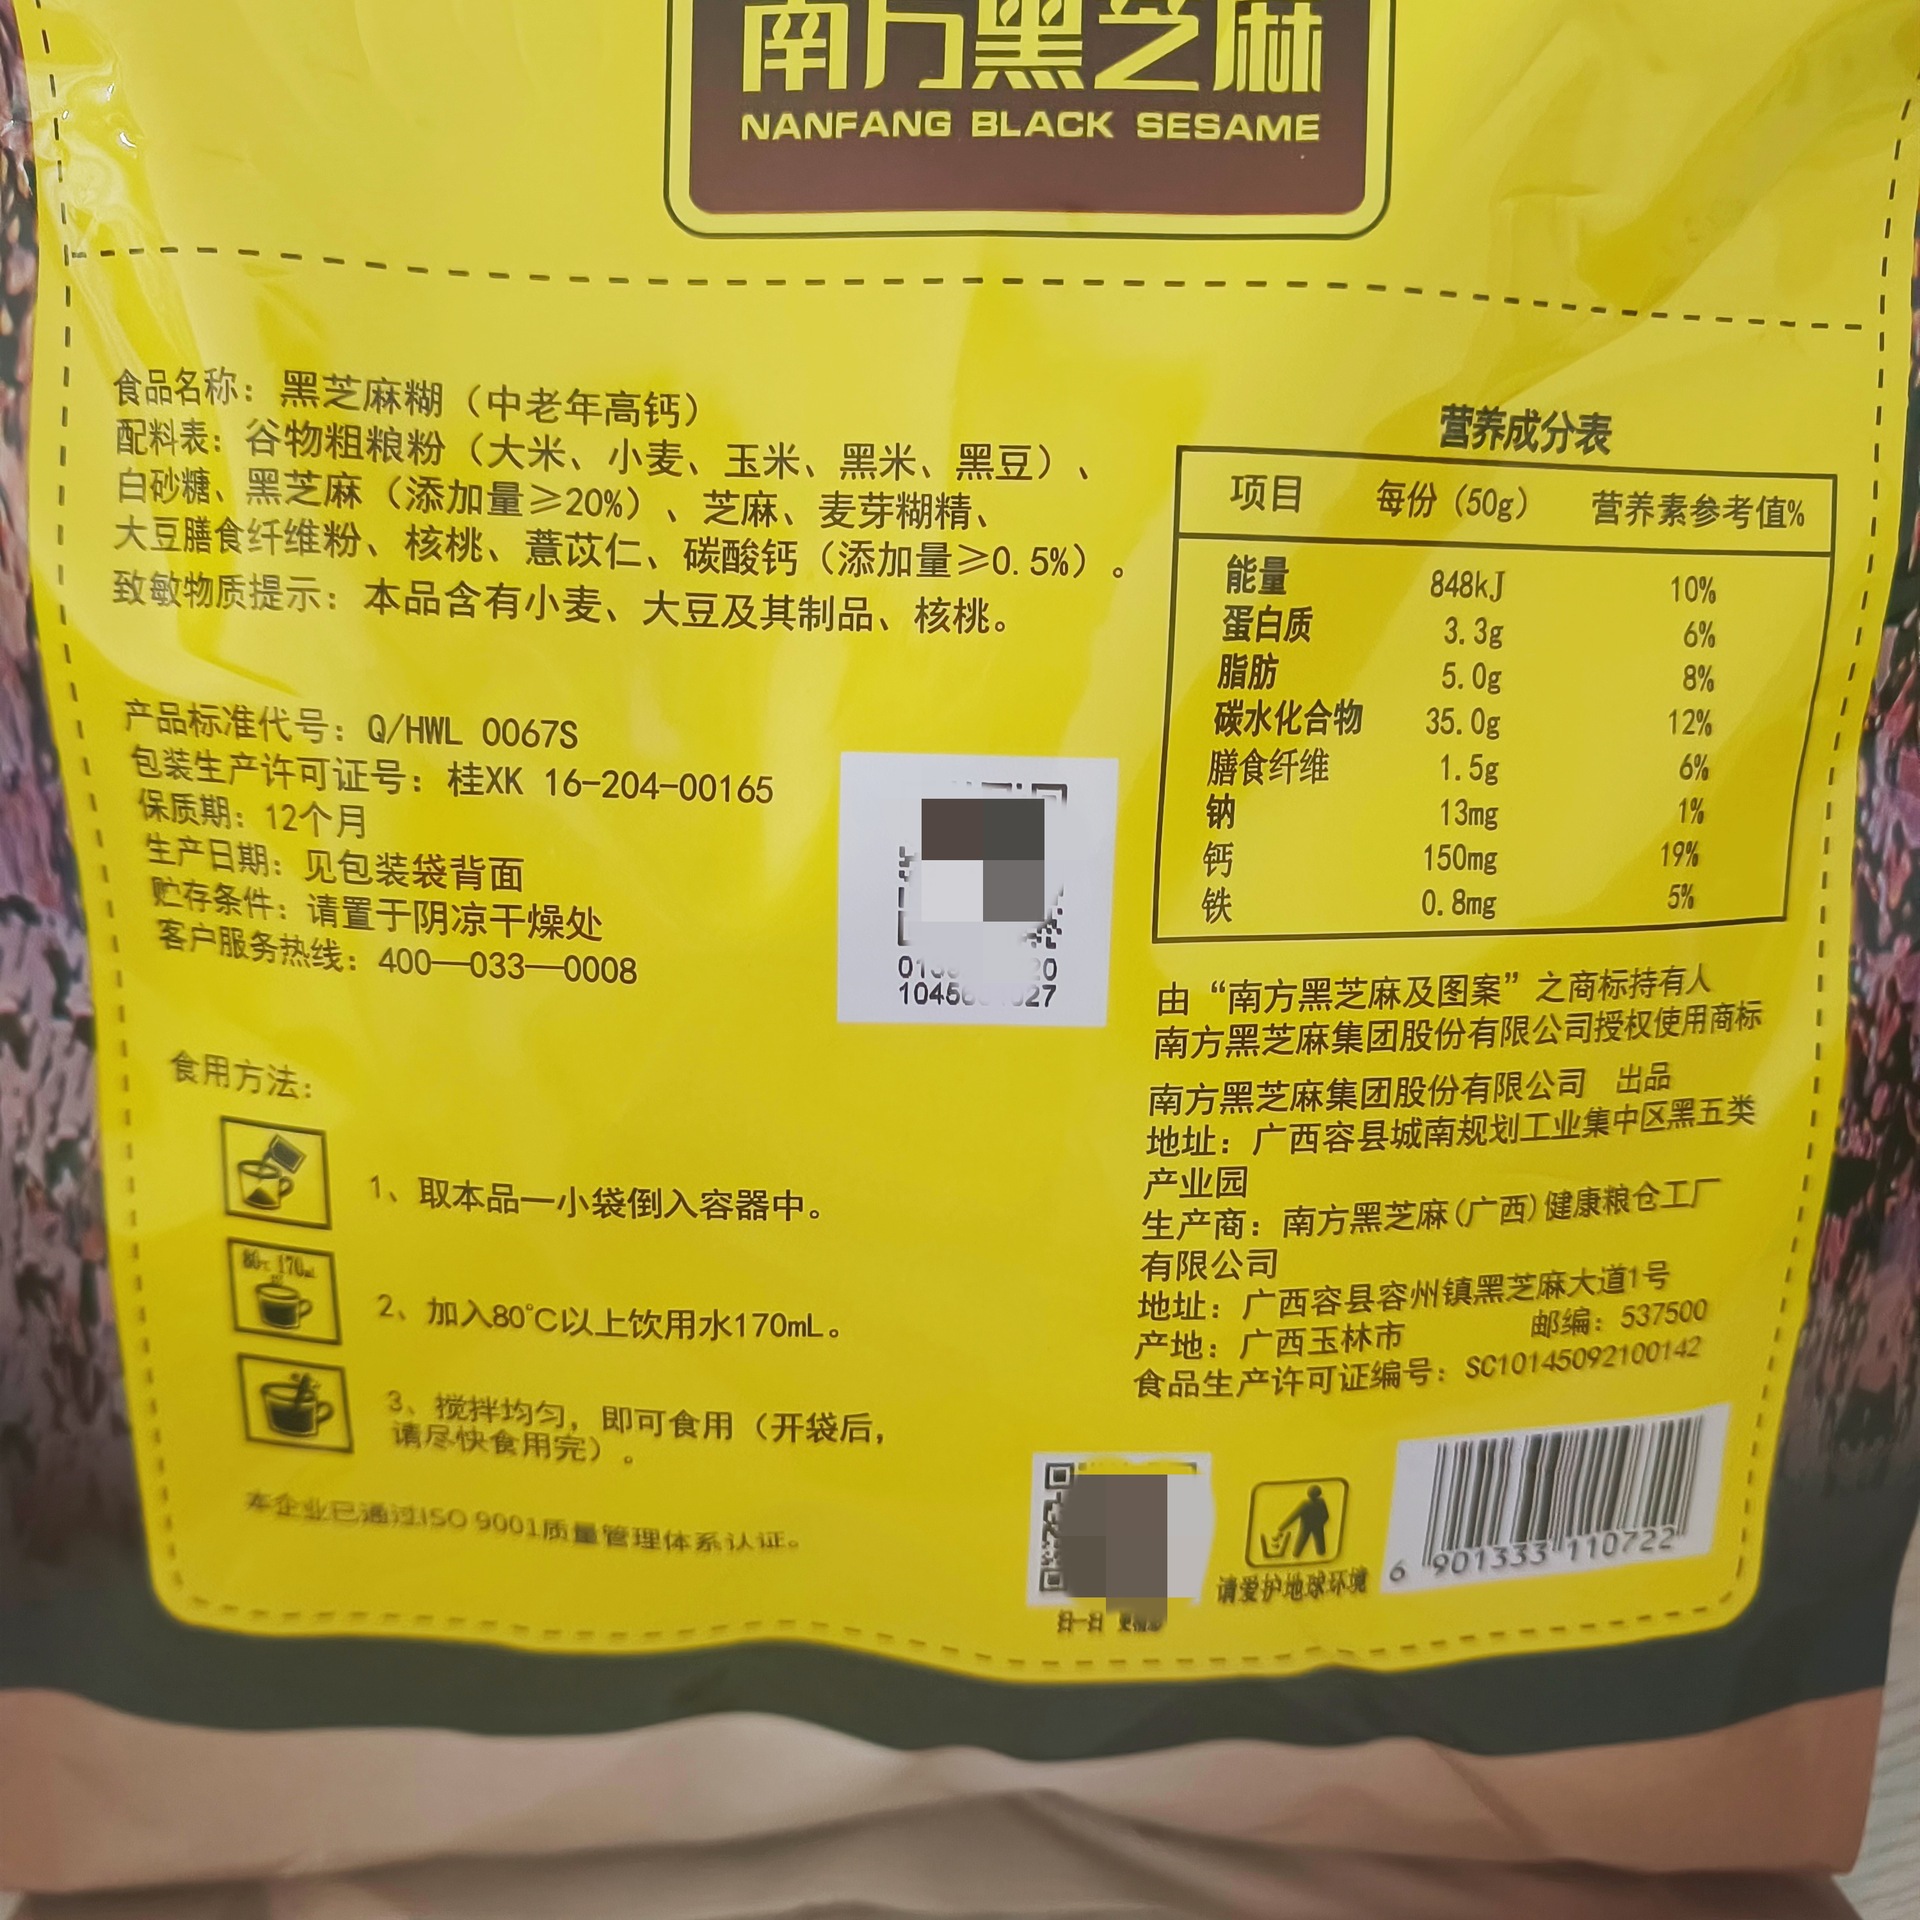 南方黑芝麻
NANFANG BLACK SESAME
食品名称：黑芝麻糊（中老年高钙）
配料表：谷物粗粮粉（大米、小麦、玉米、黑米、黑豆）、
白砂糖、黑芝麻（添加量≥20%）、芝麻、麦芽糊精、
大豆膳食纤维粉、核桃、薏苡仁、碳酸钙（添加量≥0.5%）。
致敏物质提示：本品含有小麦、大豆及其制品、核桃。
产品标准代号：Q/HWL 0067S
包装生产许可证号：桂XK 16-204-00165
保质期：12个月
生产日期：见包装袋背面
贮存条件：请置于阴凉干燥处
客户服务热线：400—033—0008
食用方法：
1、取本品一小袋倒入容器中。
80℃ 170mL
2、加入80℃以上饮用水170mL。
3、搅拌均匀，即可食用（开袋后，
请尽快食用完）。
本企业已通过ISO 9001质量管理体系认证。
营养成分表
项目 每份（50g） 营养素参考值%
能量 848kJ 10%
蛋白质 3.3g 6%
脂肪 5.0g 8%
碳水化合物 35.0g 12%
膳食纤维 1.5g 6%
钠 13mg 1%
钙 150mg 19%
铁 0.8mg 5%
由“南方黑芝麻及图案”之商标持有人
南方黑芝麻集团股份有限公司授权使用商标
南方黑芝麻集团股份有限公司 出品
地址：广西容县城南规划工业集中区黑五类
产业园
生产商：南方黑芝麻(广西)健康粮仓工厂
有限公司
地址：广西容县容州镇黑芝麻大道1号
产地：广西玉林市 邮编：537500
食品生产许可证编号：SC10145092100142
扫一扫
请爱护地球环境
6 901333 110722